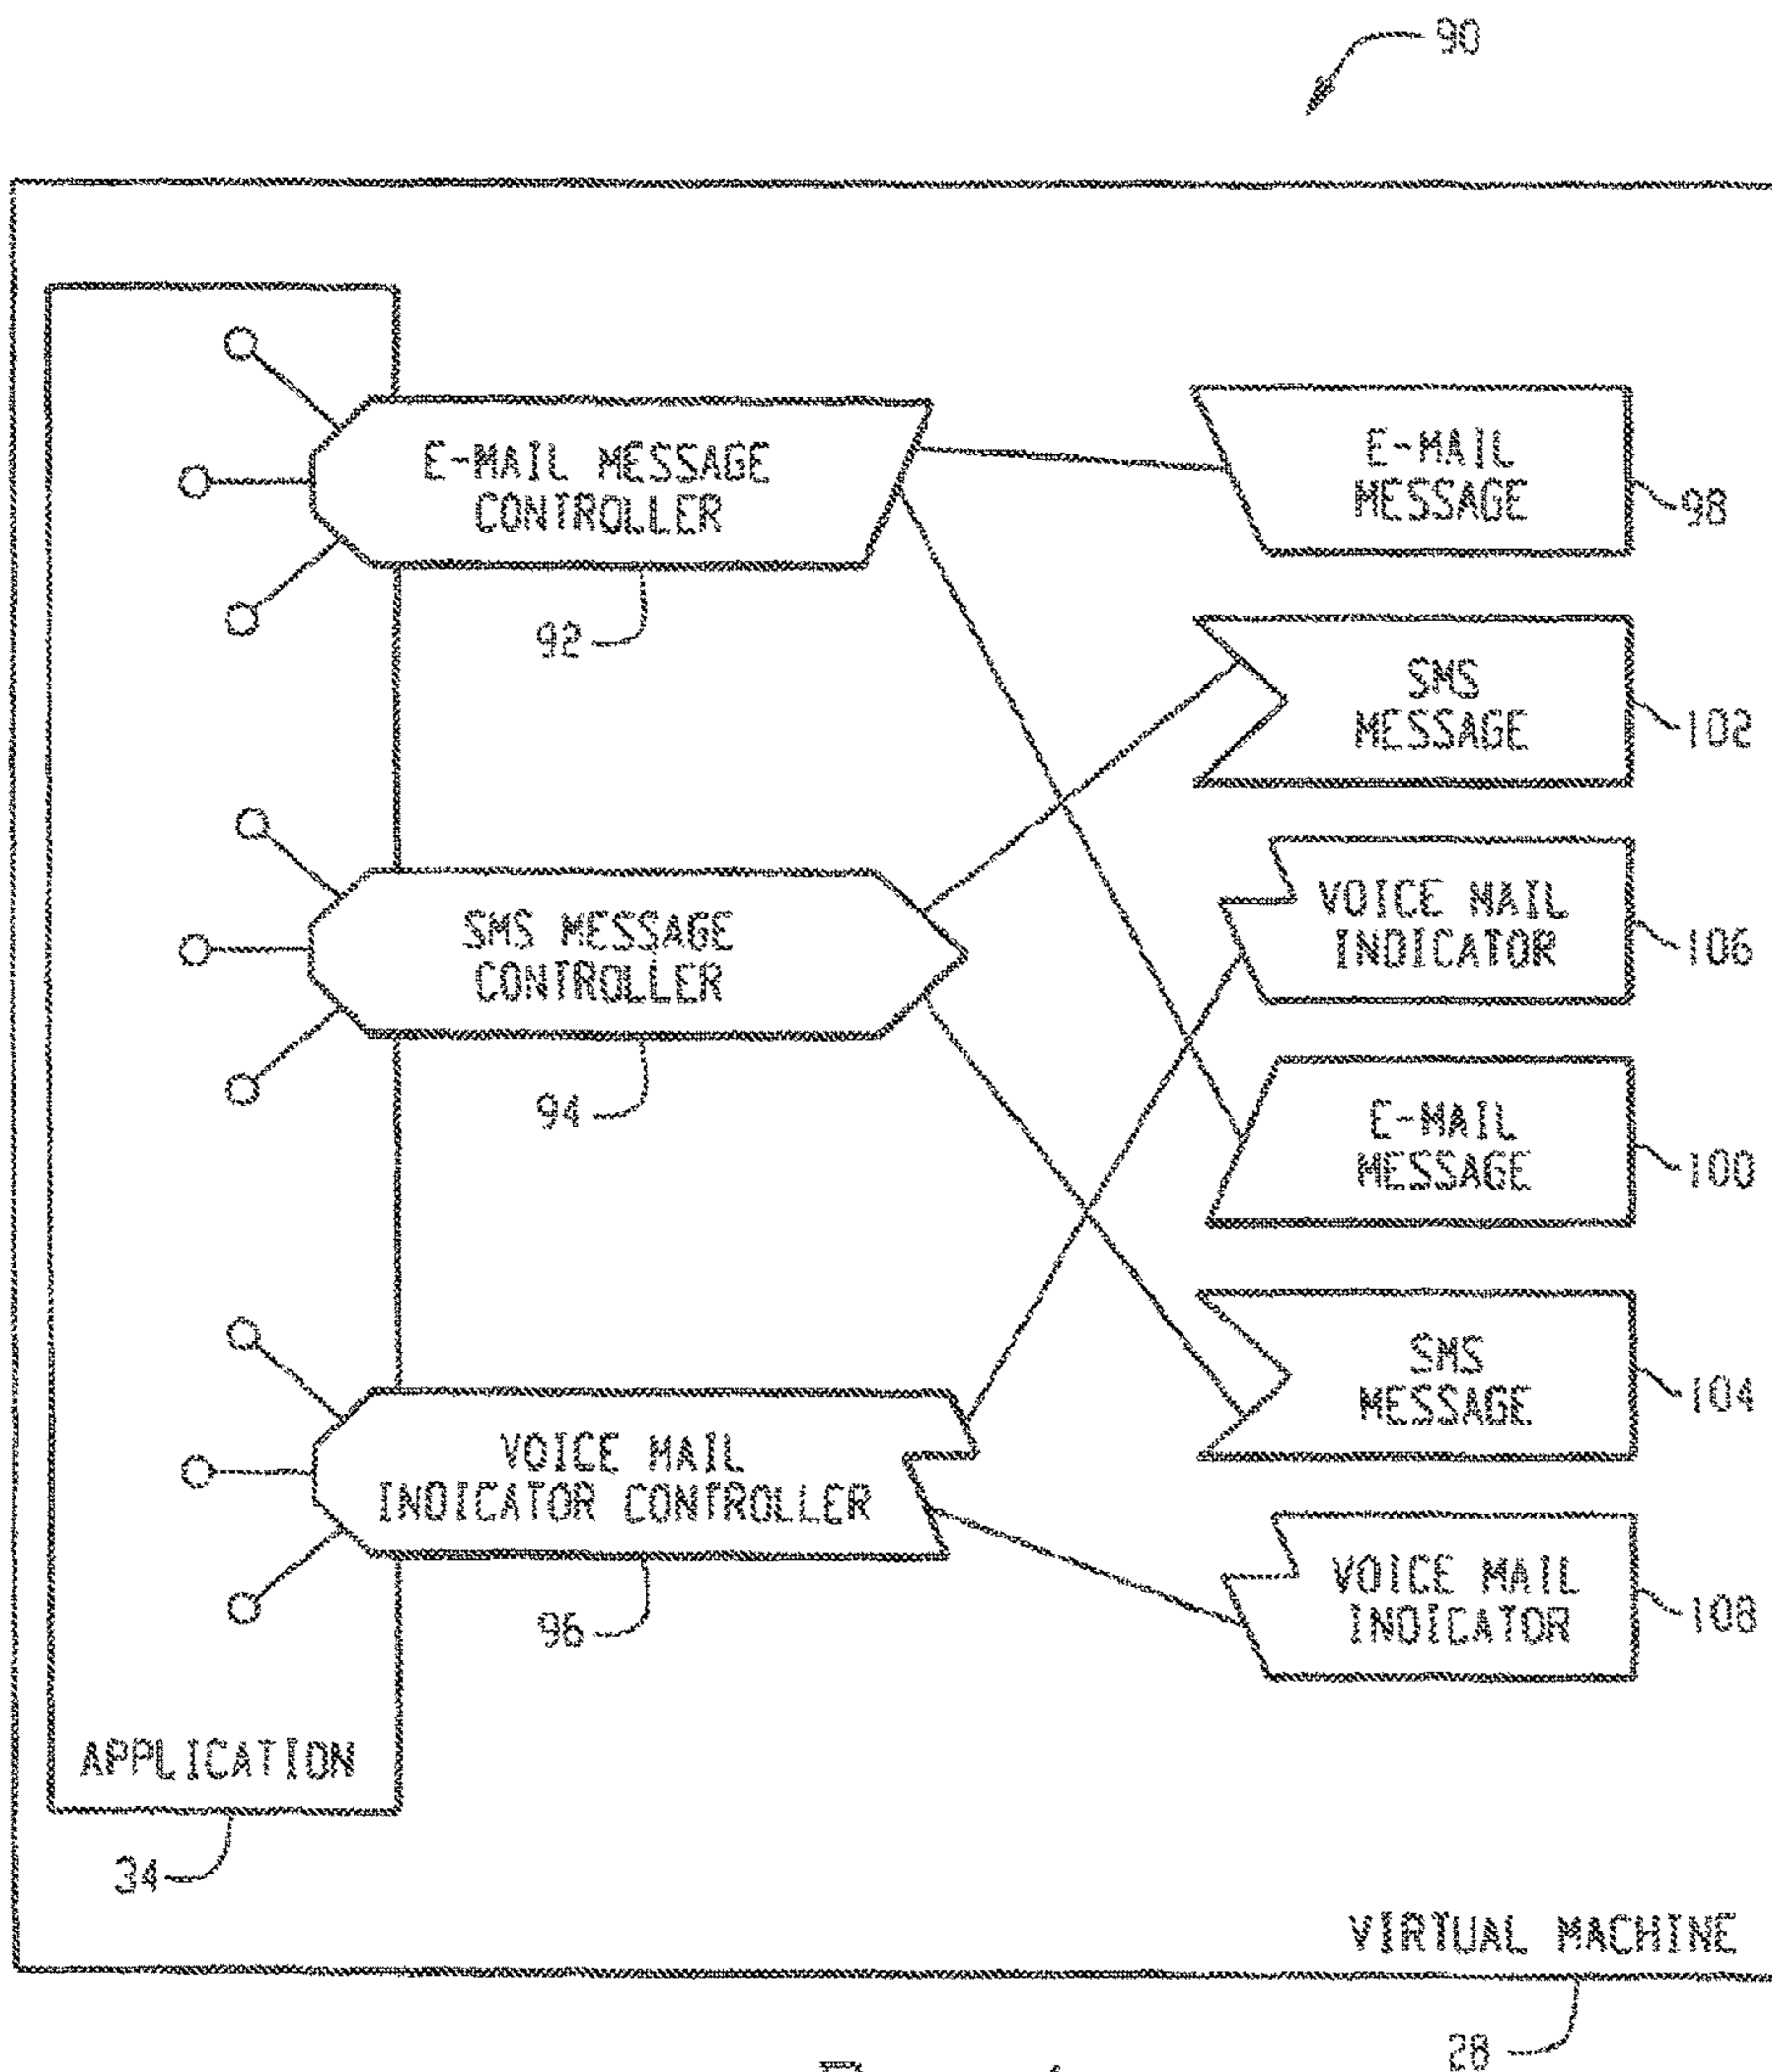 90
E-MAIL MESSAGE
CONTROLLER
92
E-MAIL
MESSAGE
98
SMS
MESSAGE
102
SMS MESSAGE
CONTROLLER
94
VOICE MAIL
INDICATOR
106
E-MAIL
MESSAGE
100
SMS
MESSAGE
104
VOICE MAIL
INDICATOR CONTROLLER
96
VOICE MAIL
INDICATOR
108
APPLICATION
34
VIRTUAL MACHINE
28